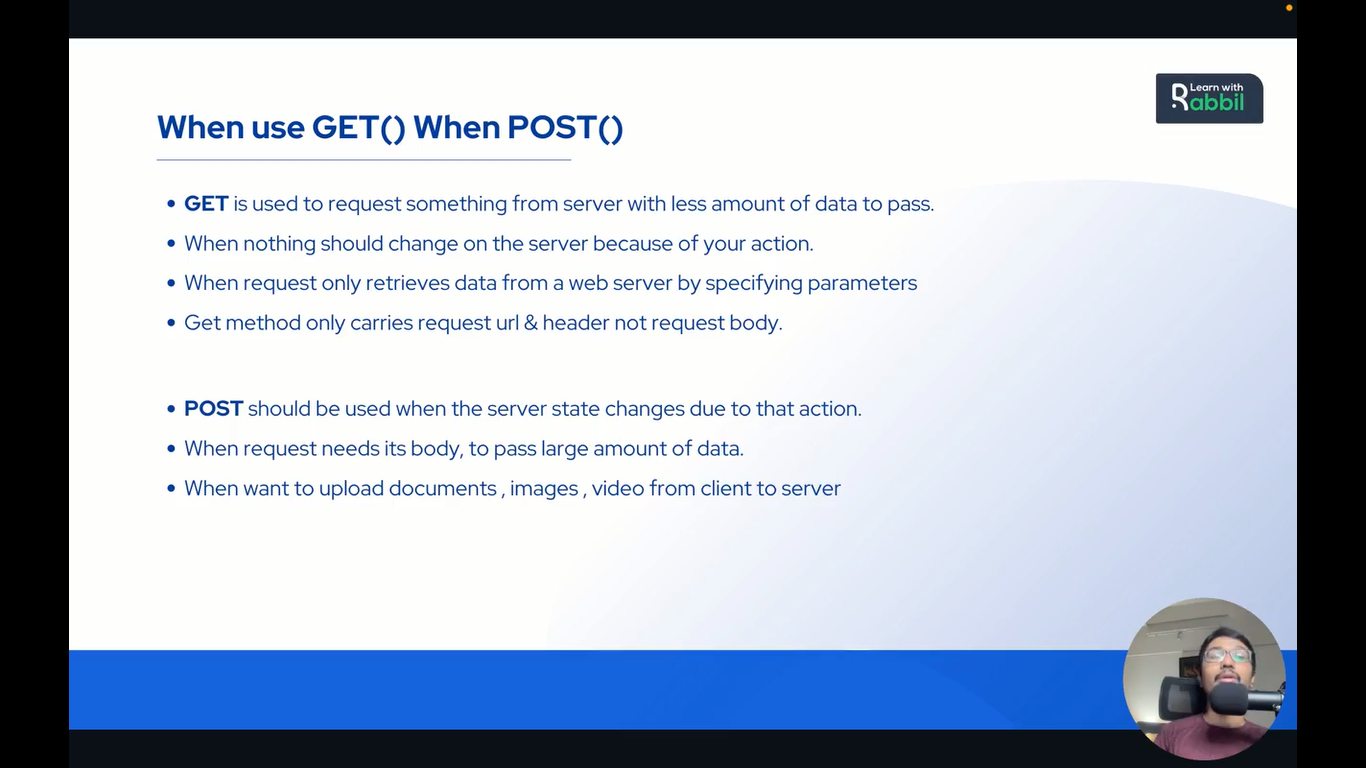 Learn with
Rabbil
When use GET() When POST()
• GET is used to request something from server with less amount of data to pass.
• When nothing should change on the server because of your action.
• When request only retrieves data from a web server by specifying parameters
• Get method only carries request url & header not request body.
• POST should be used when the server state changes due to that action.
• When request needs its body, to pass large amount of data.
• When want to upload documents , images , video from client to server